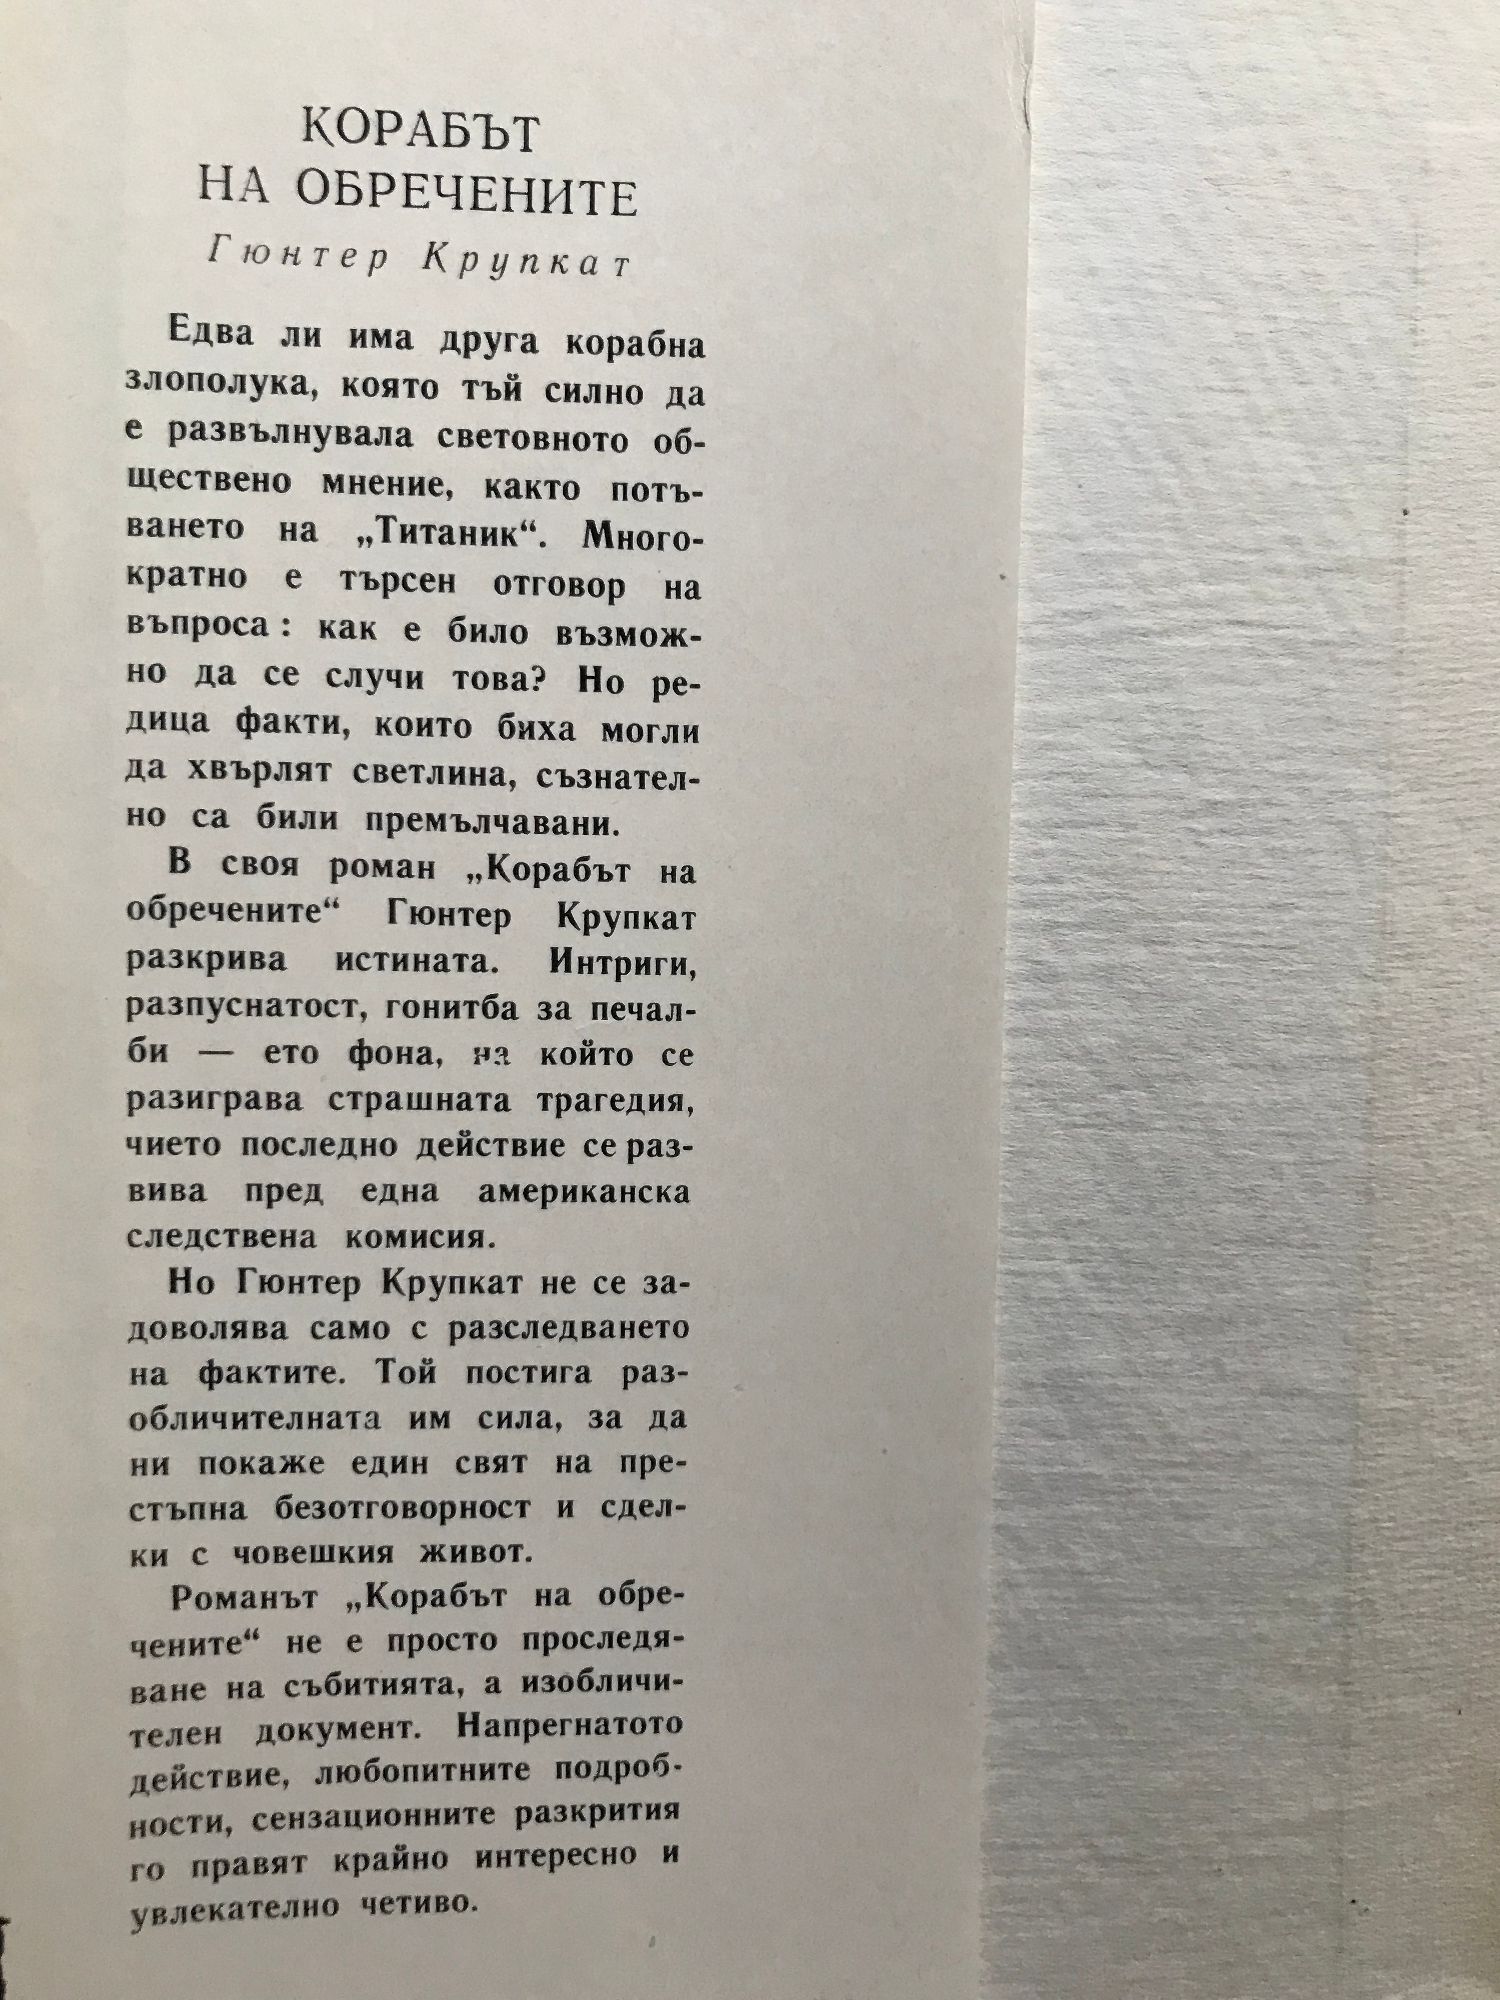 КОРАБЪТ
НА ОБРЕЧЕНИТЕ
Гюнтер Крупкат
Едва ли има друга корабна
злополука, която тъй силно да
е развълнувала световното об-
ществено мнение, както потъ-
ването на „Титаник“. Много-
кратно е търсен отговор на
въпроса: как е било възмож-
но да се случи това? Но ре-
дица факти, които биха могли
да хвърлят светлина, съзнател-
но са били премълчавани.
В своя роман „Корабът на
обречените“ Гюнтер Крупкат
разкрива истината. Интриги,
разпуснатост, гонитба за печал-
би — ето фона, на който се
разиграва страшната трагедия,
чието последно действие се раз-
вива пред една американска
следствена комисия.
Но Гюнтер Крупкат не се за-
доволява само с разследването
на фактите. Той постига раз-
обличителната им сила, за да
ни покаже един свят на пре-
стъпна безотговорност и сдел-
ки с човешкия живот.
Романът „Корабът на обре-
чените“ не е просто проследя-
ване на събитията, а изобличи-
телен документ. Напрегнатото
действие, любопитните подроб-
ности, сензационните разкрития
го правят крайно интересно и
увлекателно четиво.